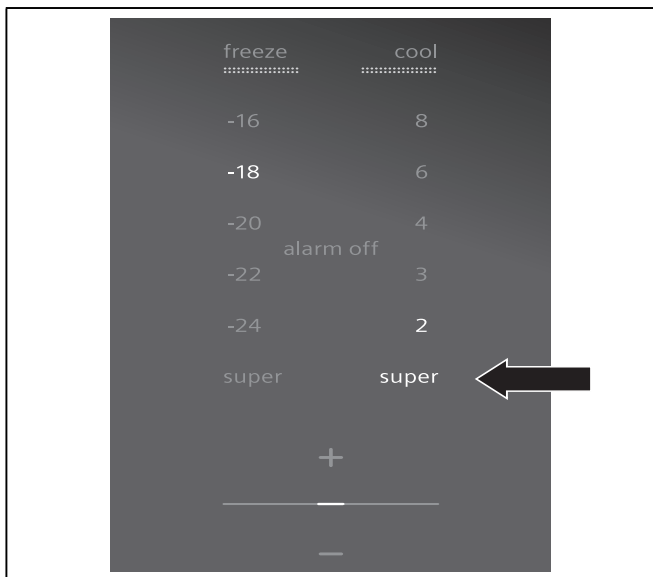 freeze cool
-16 8
-18 6
-20 4
alarm off
-22 3
-24 2
super super
+
−